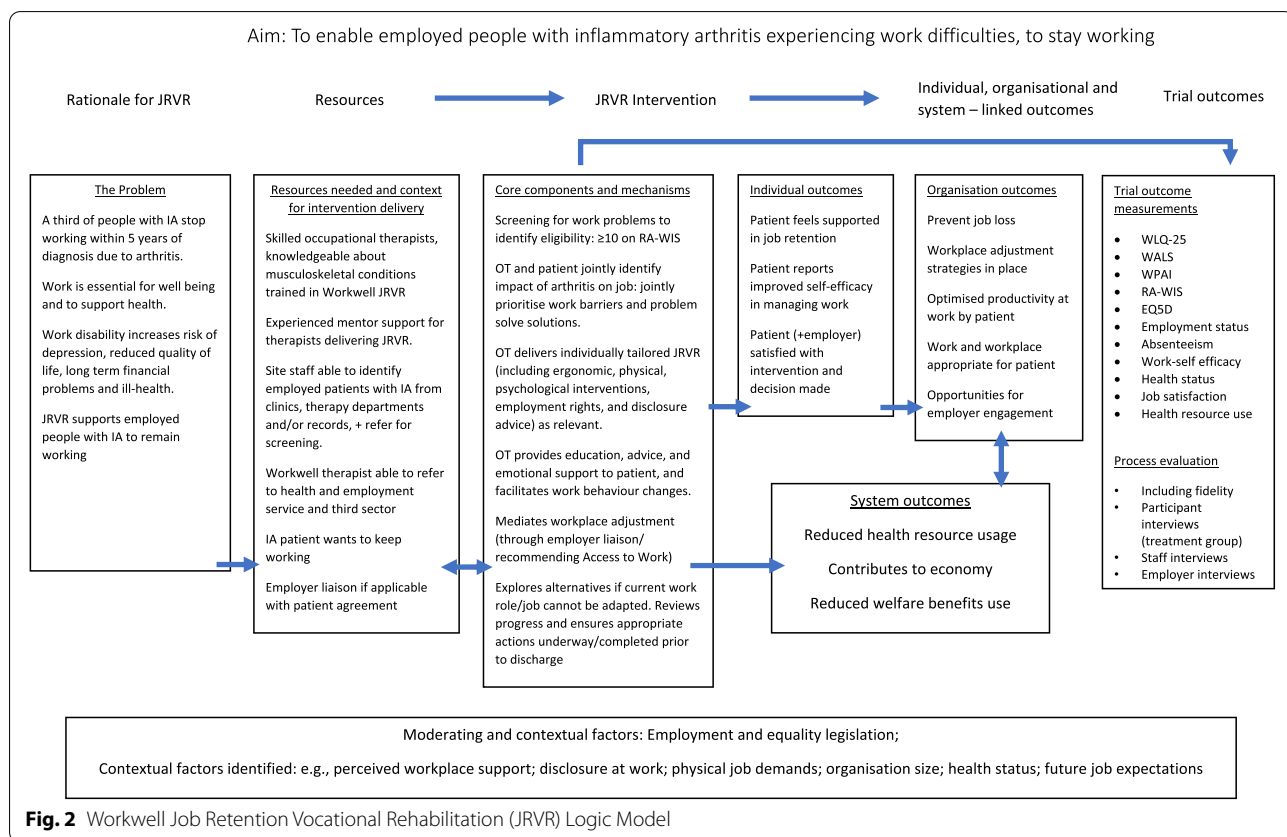 Aim: To enable employed people with inflammatory arthritis experiencing work difficulties, to stay working
Rationale for JRVR
Resources
JRVR Intervention
Individual, organisational and
system – linked outcomes
Trial outcomes
The Problem
A third of people with IA stop
working within 5 years of
diagnosis due to arthritis.
Work is essential for well being
and to support health.
Work disability increases risk of
depression, reduced quality of
life, long term financial
problems and ill-health.
JRVR supports employed
people with IA to remain
working
Resources needed and context
for intervention delivery
Skilled occupational therapists,
knowledgeable about
musculoskeletal conditions
trained in Workwell JRVR
Experienced mentor support for
therapists delivering JRVR.
Site staff able to identify
employed patients with IA from
clinics, therapy departments
and/or records, + refer for
screening.
Workwell therapist able to refer
to health and employment
service and third sector
IA patient wants to keep
working
Employer liaison if applicable
with patient agreement
Core components and mechanisms
Screening for work problems to
identify eligibility: ≥10 on RA-WIS
OT and patient jointly identify
impact of arthritis on job: jointly
prioritise work barriers and problem
solve solutions.
OT delivers individually tailored JRVR
(including ergonomic, physical,
psychological interventions,
employment rights, and disclosure
advice) as relevant.
OT provides education, advice, and
emotional support to patient, and
facilitates work behaviour changes.
Mediates workplace adjustment
(through employer liaison/
recommending Access to Work)
Explores alternatives if current work
role/job cannot be adapted. Reviews
progress and ensures appropriate
actions underway/completed prior
to discharge
Individual outcomes
Patient feels supported
in job retention
Patient reports
improved self-efficacy
in managing work
Patient (+employer)
satisfied with
intervention and
decision made
Organisation outcomes
Prevent job loss
Workplace adjustment
strategies in place
Optimised productivity at
work by patient
Work and workplace
appropriate for patient
Opportunities for
employer engagement
System outcomes
Reduced health resource usage
Contributes to economy
Reduced welfare benefits use
Trial outcome
measurements
• WLQ-25
• WALS
• WPAI
• RA-WIS
• EQ5D
• Employment status
• Absenteeism
• Work-self efficacy
• Health status
• Job satisfaction
• Health resource use
Process evaluation
• Including fidelity
• Participant
interviews
(treatment group)
• Staff interviews
• Employer interviews
Moderating and contextual factors: Employment and equality legislation;
Contextual factors identified: e.g., perceived workplace support; disclosure at work; physical job demands; organisation size; health status; future job expectations
Fig. 2 Workwell Job Retention Vocational Rehabilitation (JRVR) Logic Model